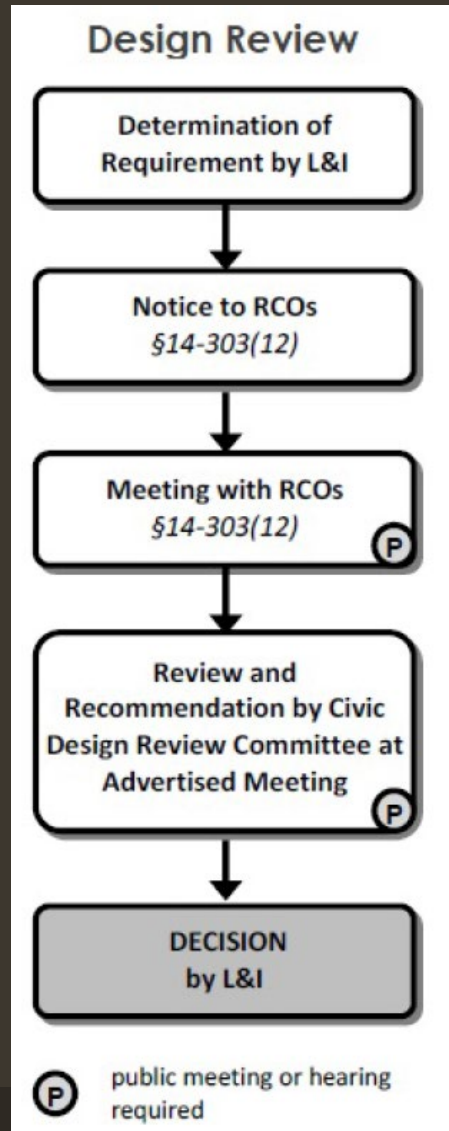 Design Review
Determination of
Requirement by L&I
Notice to RCOs
§14-303(12)
Meeting with RCOs
§14-303(12)
P
Review and
Recommendation by Civic
Design Review Committee at
Advertised Meeting
P
DECISION
by L&I
P
public meeting or hearing
required